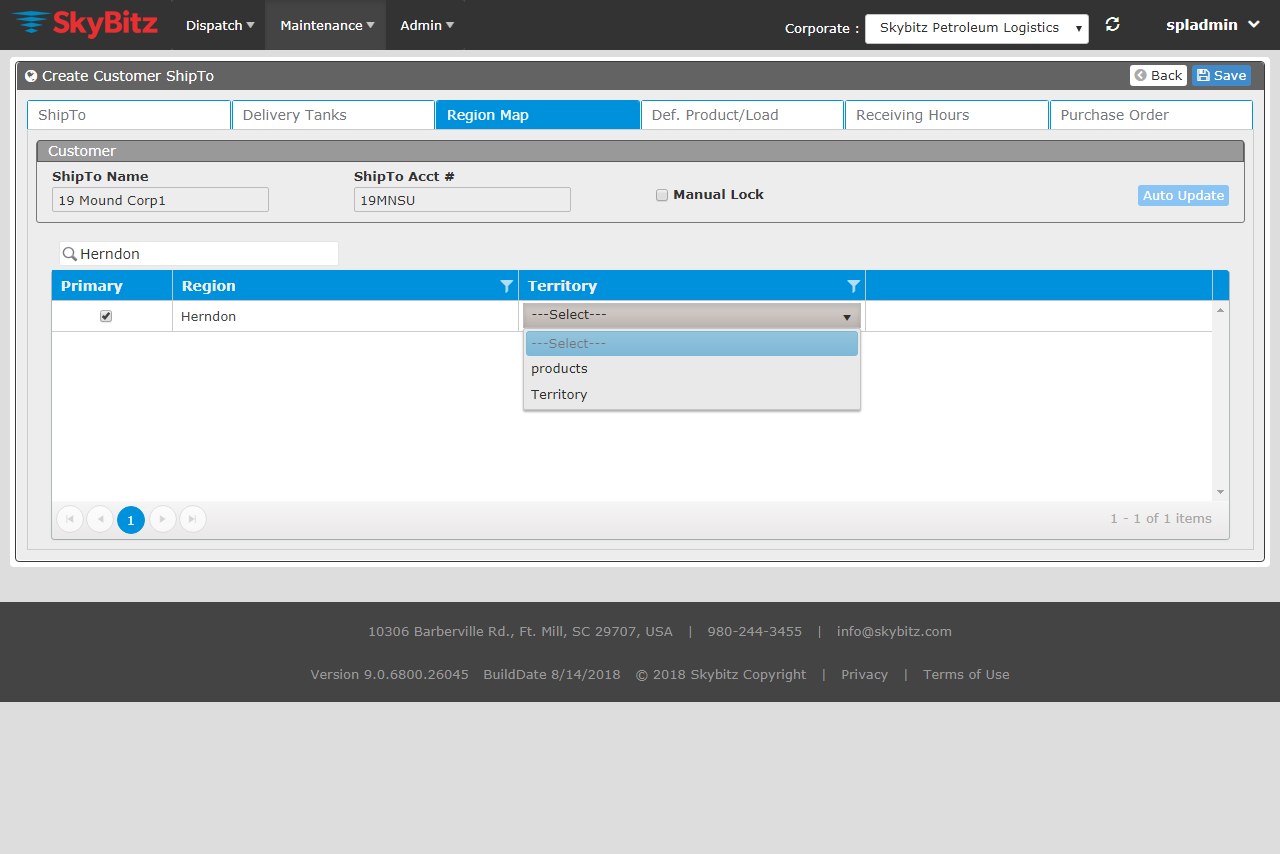 SkyBitz Dispatch Maintenance Admin Corporate : Skybitz Petroleum Logistics spladmin
Create Customer ShipTo Back Save
ShipTo Delivery Tanks Region Map Def. Product/Load Receiving Hours Purchase Order
Customer
ShipTo Name ShipTo Acct #
Manual Lock Auto Update
19 Mound Corp1 19MNSU
Herndon
Primary Region Territory
Herndon ---Select---
---Select---
products
Territory
1 1 - 1 of 1 items
10306 Barberville Rd., Ft. Mill, SC 29707, USA | 980-244-3455 | info@skybitz.com
Version 9.0.6800.26045 BuildDate 8/14/2018 © 2018 Skybitz Copyright | Privacy | Terms of Use